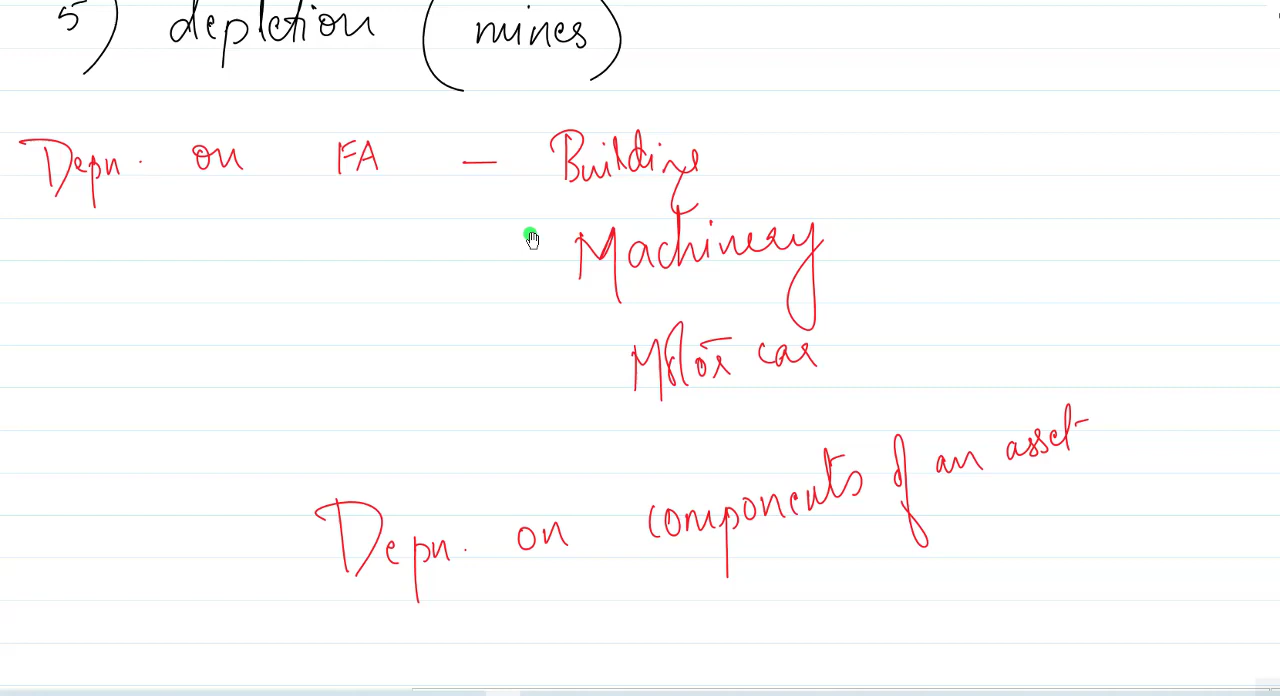 5) depletion (mines)
Depn. on FA — Building
Machinery
Motor car
Depn. on components of an asset